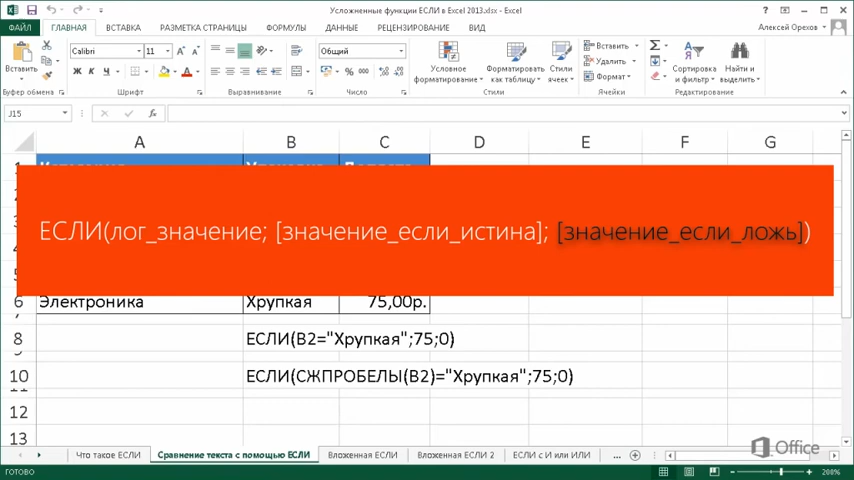 Усложненные функции ЕСЛИ в Excel 2013.xlsx - Excel
ФАЙЛ ГЛАВНАЯ ВСТАВКА РАЗМЕТКА СТРАНИЦЫ ФОРМУЛЫ ДАННЫЕ РЕЦЕНЗИРОВАНИЕ ВИД Алексей Орехов
Calibri 11 Общий Вставить Удалить Формат
Вставить Ж К Ч % 000 Условное форматирование Форматировать как таблицу Стили ячеек Сортировка и фильтр Найти и выделить
Буфер обмена Шрифт Выравнивание Число Стили Ячейки Редактирование
J15 fx
A B C D E F G
1
ЕСЛИ(лог_значение; [значение_если_истина]; [значение_если_ложь])
6 Электроника Хрупкая 75,00р.
8 ЕСЛИ(B2="Хрупкая";75;0)
10 ЕСЛИ(СЖПРОБЕЛЫ(B2)="Хрупкая";75;0)
12
13
Office
Что такое ЕСЛИ Сравнение текста с помощью ЕСЛИ Вложенная ЕСЛИ Вложенная ЕСЛИ 2 ЕСЛИ с И или ИЛИ ...
ГОТОВО 208%